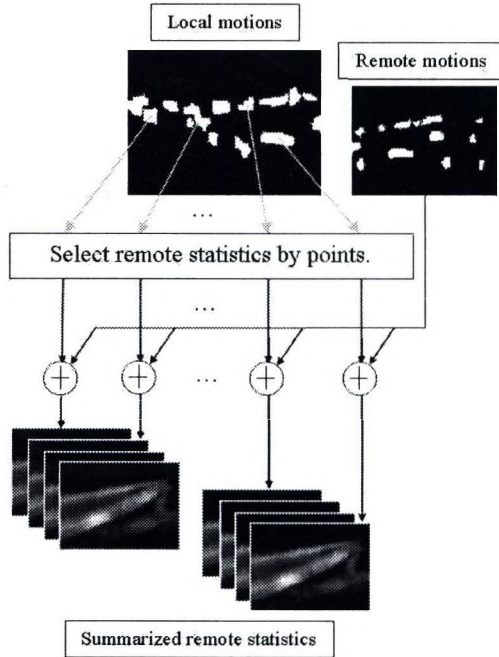 Local motions
Remote motions
...
Select remote statistics by points.
...
...
Summarized remote statistics